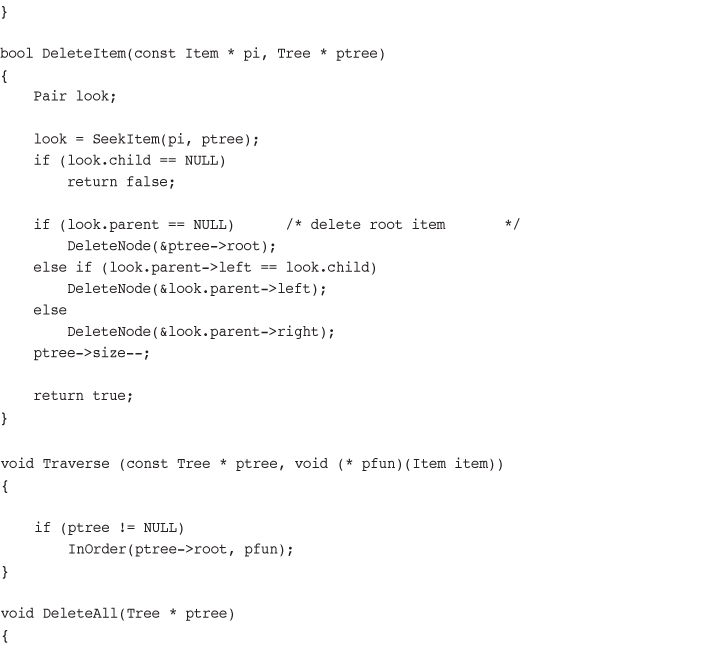 }

bool DeleteItem(const Item * pi, Tree * ptree)
{
    Pair look;

    look = SeekItem(pi, ptree);
    if (look.child == NULL)
        return false;

    if (look.parent == NULL)      /* delete root item       */
        DeleteNode(&ptree->root);
    else if (look.parent->left == look.child)
        DeleteNode(&look.parent->left);
    else
        DeleteNode(&look.parent->right);
    ptree->size--;

    return true;
}

void Traverse (const Tree * ptree, void (* pfun)(Item item))
{

    if (ptree != NULL)
        InOrder(ptree->root, pfun);
}

void DeleteAll(Tree * ptree)
{